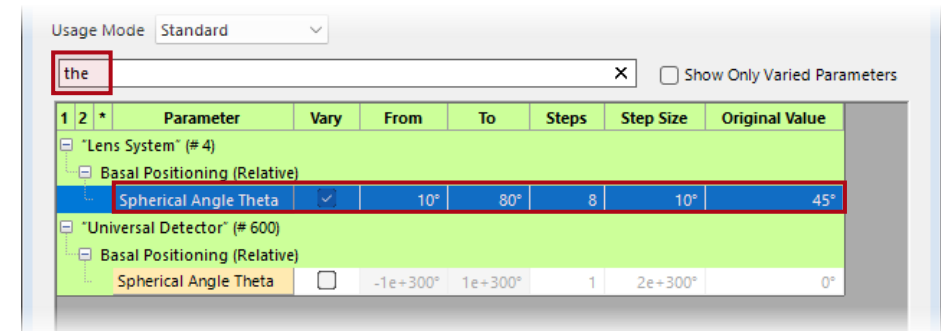 Usage Mode Standard
the × Show Only Varied Parameters
1 2 * Parameter Vary From To Steps Step Size Original Value
"Lens System" (# 4)
Basal Positioning (Relative)
Spherical Angle Theta 10° 80° 8 10° 45°
"Universal Detector" (# 600)
Basal Positioning (Relative)
Spherical Angle Theta -1e+300° 1e+300° 1 2e+300° 0°